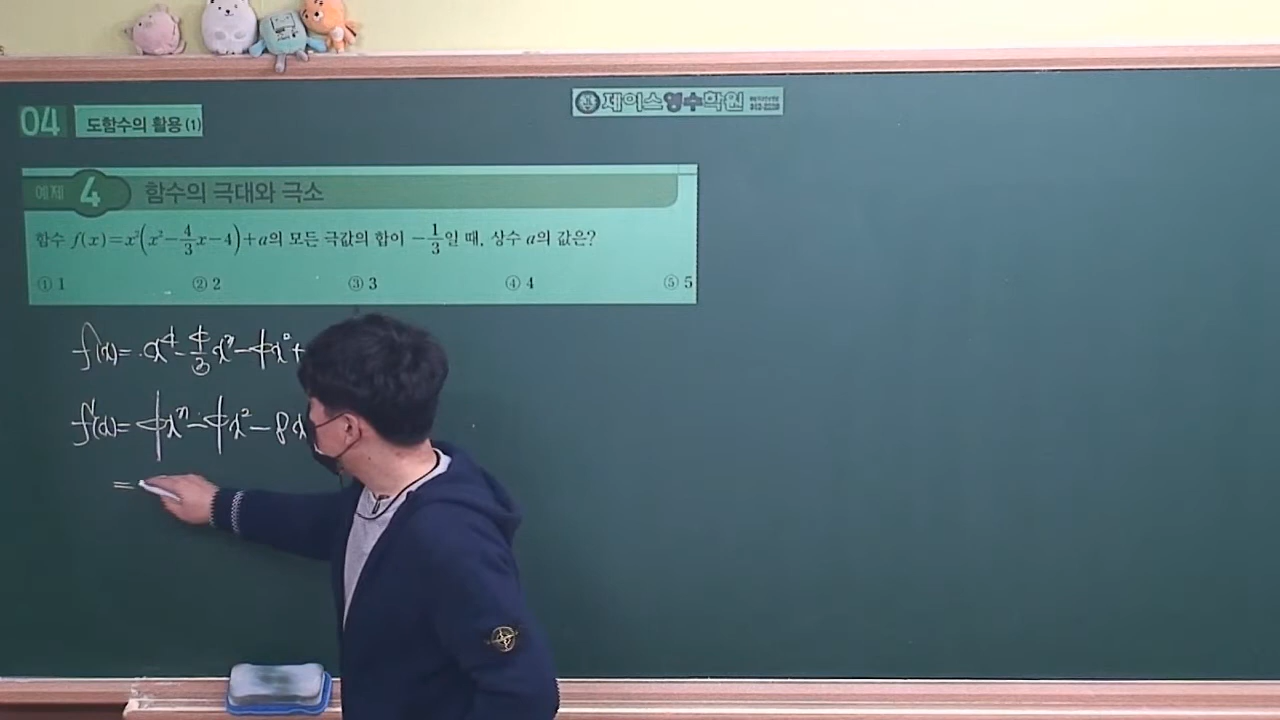 제이스영수학원
04 도함수의 활용(1)
예제 4 함수의 극대와 극소
함수 f(x)=x²(x²-4/3x-4)+a의 모든 극값의 합이 -1/3일 때, 상수 a의 값은?
① 1 ② 2 ③ 3 ④ 4 ⑤ 5
f(x)= x⁴-4/3x³-4x²+
f'(x)= 4x³-4x²-8x
=